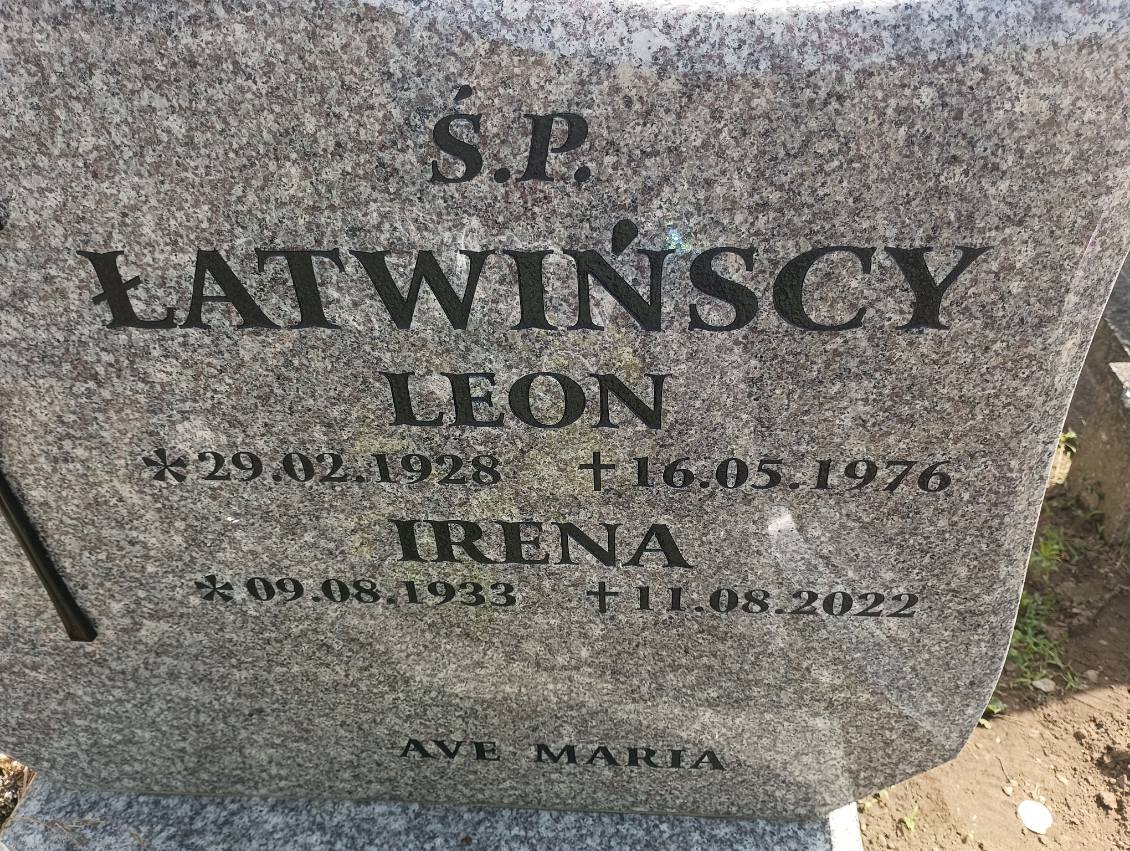 Ś.P.
ŁATWIŃSCY
LEON
*29.02.1928 †16.05.1976
IRENA
*09.08.1933 †11.08.2022
AVE MARIA